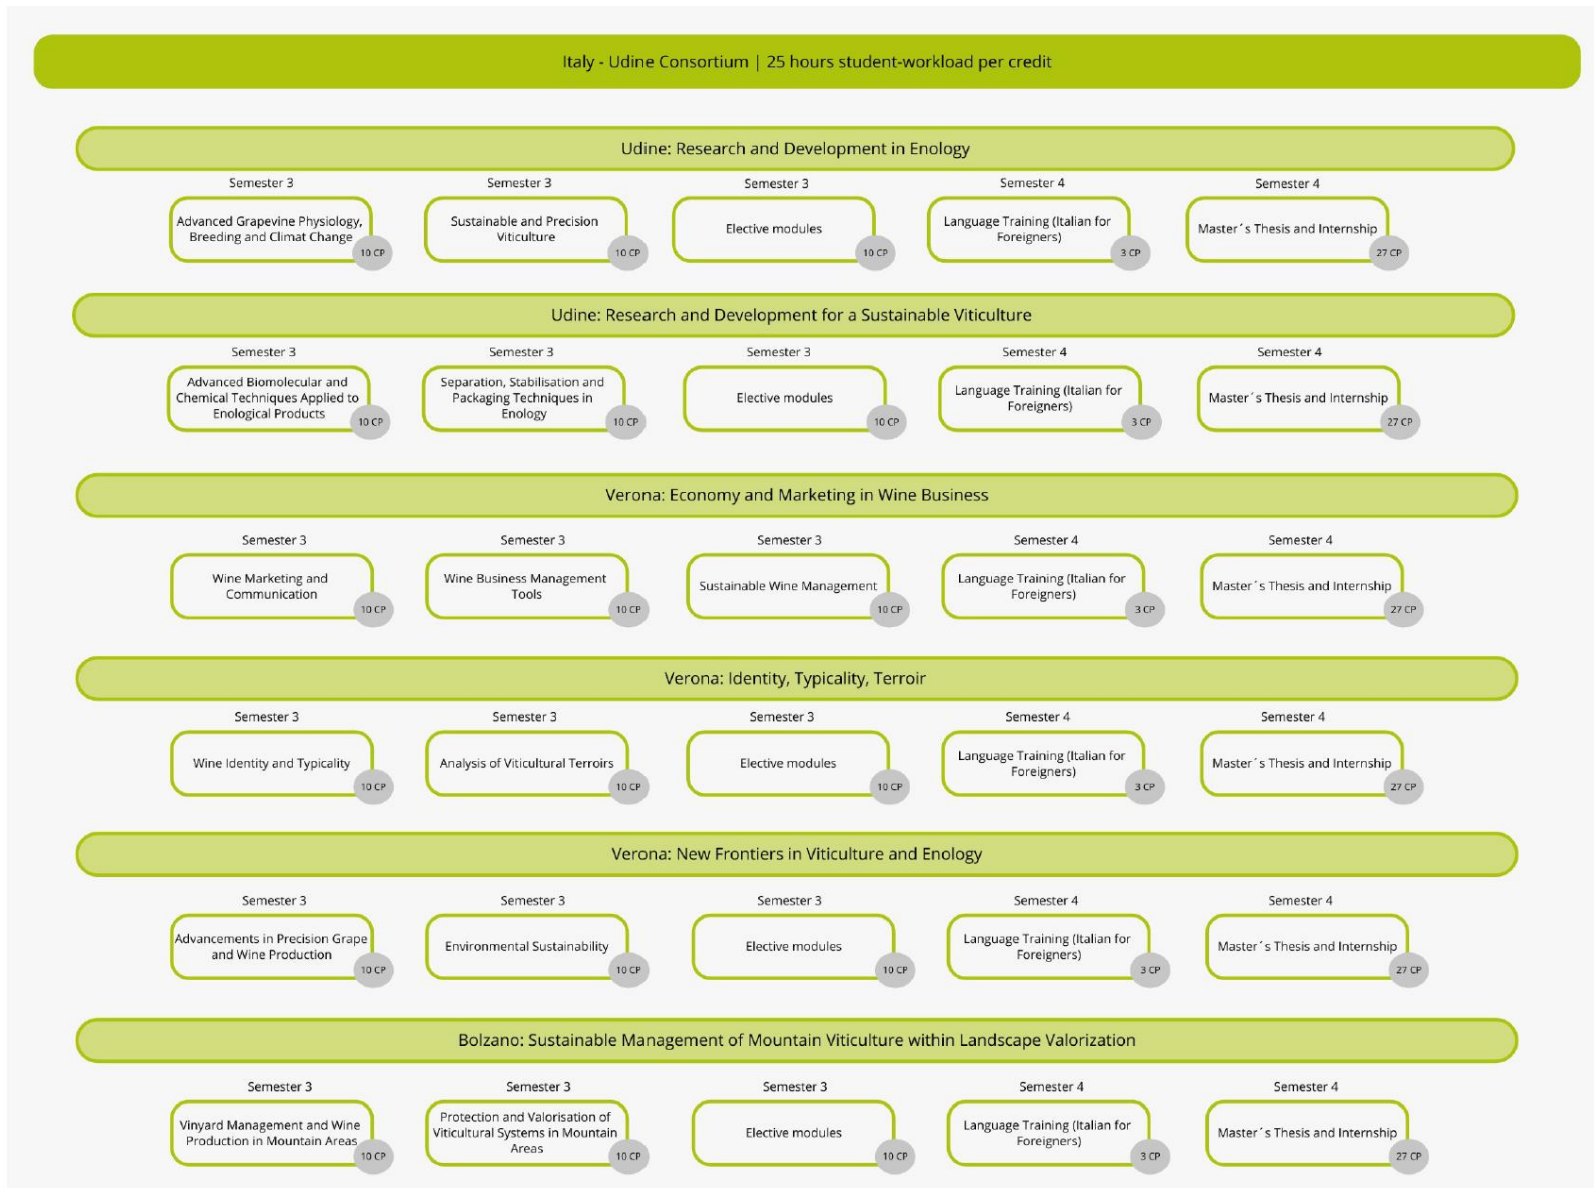 Italy - Udine Consortium | 25 hours student-workload per credit
Udine: Research and Development in Enology
Semester 3
Semester 3
Semester 3
Semester 4
Semester 4
Advanced Grapevine Physiology,
Breeding and Climat Change
10 CP
Sustainable and Precision
Viticulture
10 CP
Elective modules
10 CP
Language Training (Italian for
Foreigners)
3 CP
Master´s Thesis and Internship
27 CP
Udine: Research and Development for a Sustainable Viticulture
Semester 3
Semester 3
Semester 3
Semester 4
Semester 4
Advanced Biomolecular and
Chemical Techniques Applied to
Enological Products
10 CP
Separation, Stabilisation and
Packaging Techniques in
Enology
10 CP
Elective modules
10 CP
Language Training (Italian for
Foreigners)
3 CP
Master´s Thesis and Internship
27 CP
Verona: Economy and Marketing in Wine Business
Semester 3
Semester 3
Semester 3
Semester 4
Semester 4
Wine Marketing and
Communication
10 CP
Wine Business Management
Tools
10 CP
Sustainable Wine Management
10 CP
Language Training (Italian for
Foreigners)
3 CP
Master´s Thesis and Internship
27 CP
Verona: Identity, Typicality, Terroir
Semester 3
Semester 3
Semester 3
Semester 4
Semester 4
Wine Identity and Typicality
10 CP
Analysis of Viticultural Terroirs
10 CP
Elective modules
10 CP
Language Training (Italian for
Foreigners)
3 CP
Master´s Thesis and Internship
27 CP
Verona: New Frontiers in Viticulture and Enology
Semester 3
Semester 3
Semester 3
Semester 4
Semester 4
Advancements in Precision Grape
and Wine Production
10 CP
Environmental Sustainability
10 CP
Elective modules
10 CP
Language Training (Italian for
Foreigners)
3 CP
Master´s Thesis and Internship
27 CP
Bolzano: Sustainable Management of Mountain Viticulture within Landscape Valorization
Semester 3
Semester 3
Semester 3
Semester 4
Semester 4
Vinyard Management and Wine
Production in Mountain Areas
10 CP
Protection and Valorisation of
Viticultural Systems in Mountain
Areas
10 CP
Elective modules
10 CP
Language Training (Italian for
Foreigners)
3 CP
Master´s Thesis and Internship
27 CP